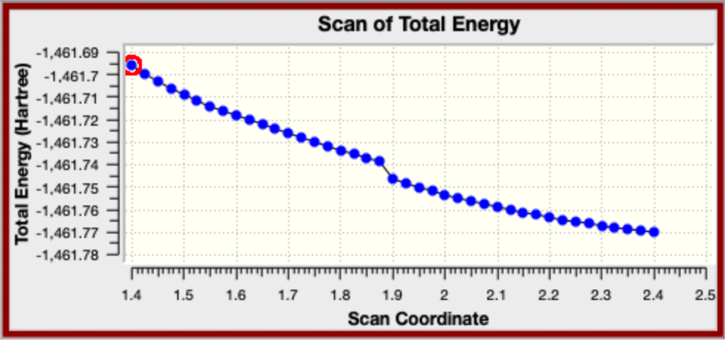 Scan of Total Energy
Total Energy (Hartree)
-1,461.69
-1,461.7
-1,461.71
-1,461.72
-1,461.73
-1,461.74
-1,461.75
-1,461.76
-1,461.77
-1,461.78
1.4 1.5 1.6 1.7 1.8 1.9 2 2.1 2.2 2.3 2.4 2.5
Scan Coordinate